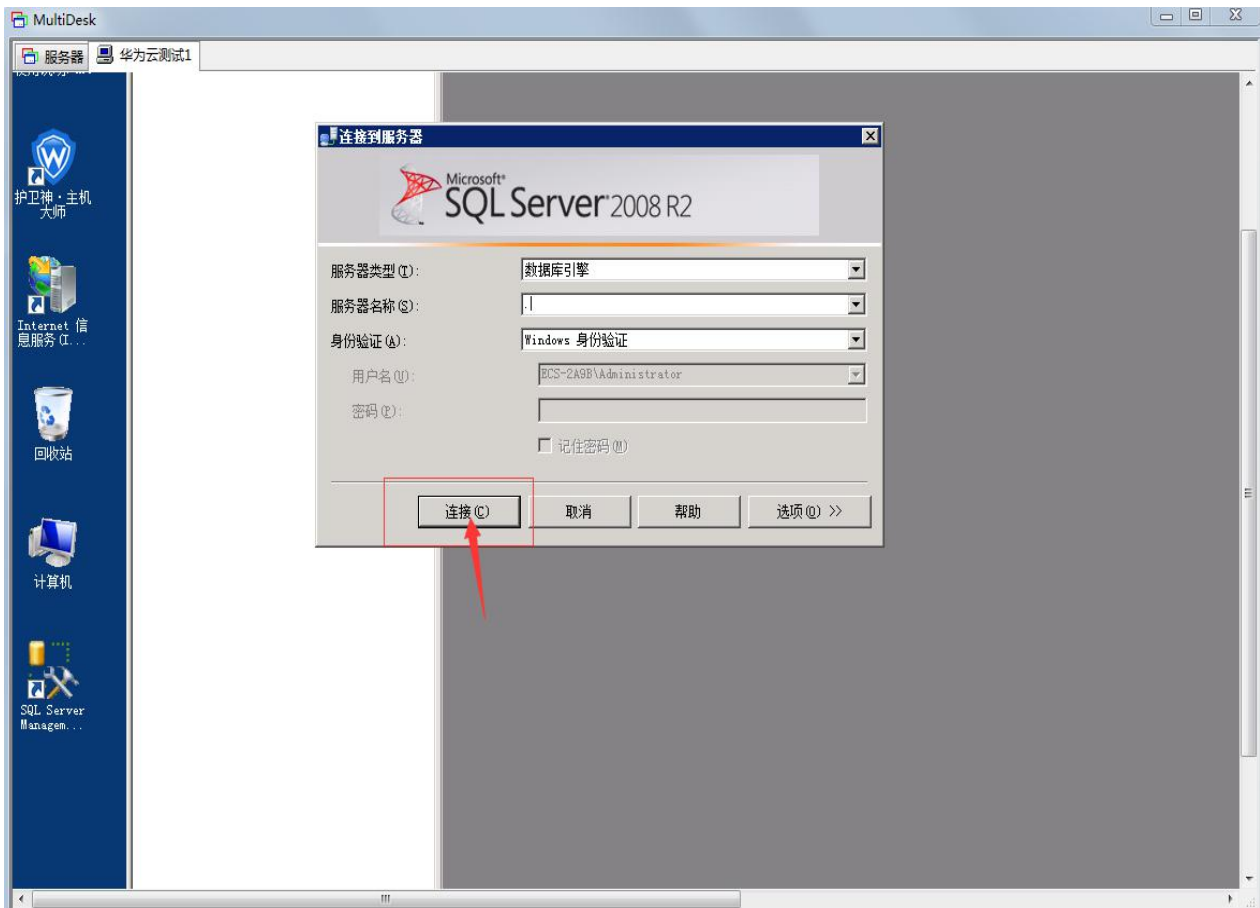 MultiDesk
服务器
华为云测试1
护卫神·主机
大师
Internet 信
息服务(I...
回收站
计算机
SQL Server
Managem...
连接到服务器
Microsoft®
SQL Server® 2008 R2
服务器类型(T):
数据库引擎
服务器名称(S):
.
身份验证(A):
Windows 身份验证
用户名(U):
ECS-2A9B\Administrator
密码(P):
记住密码(M)
连接(C)
取消
帮助
选项(O) >>